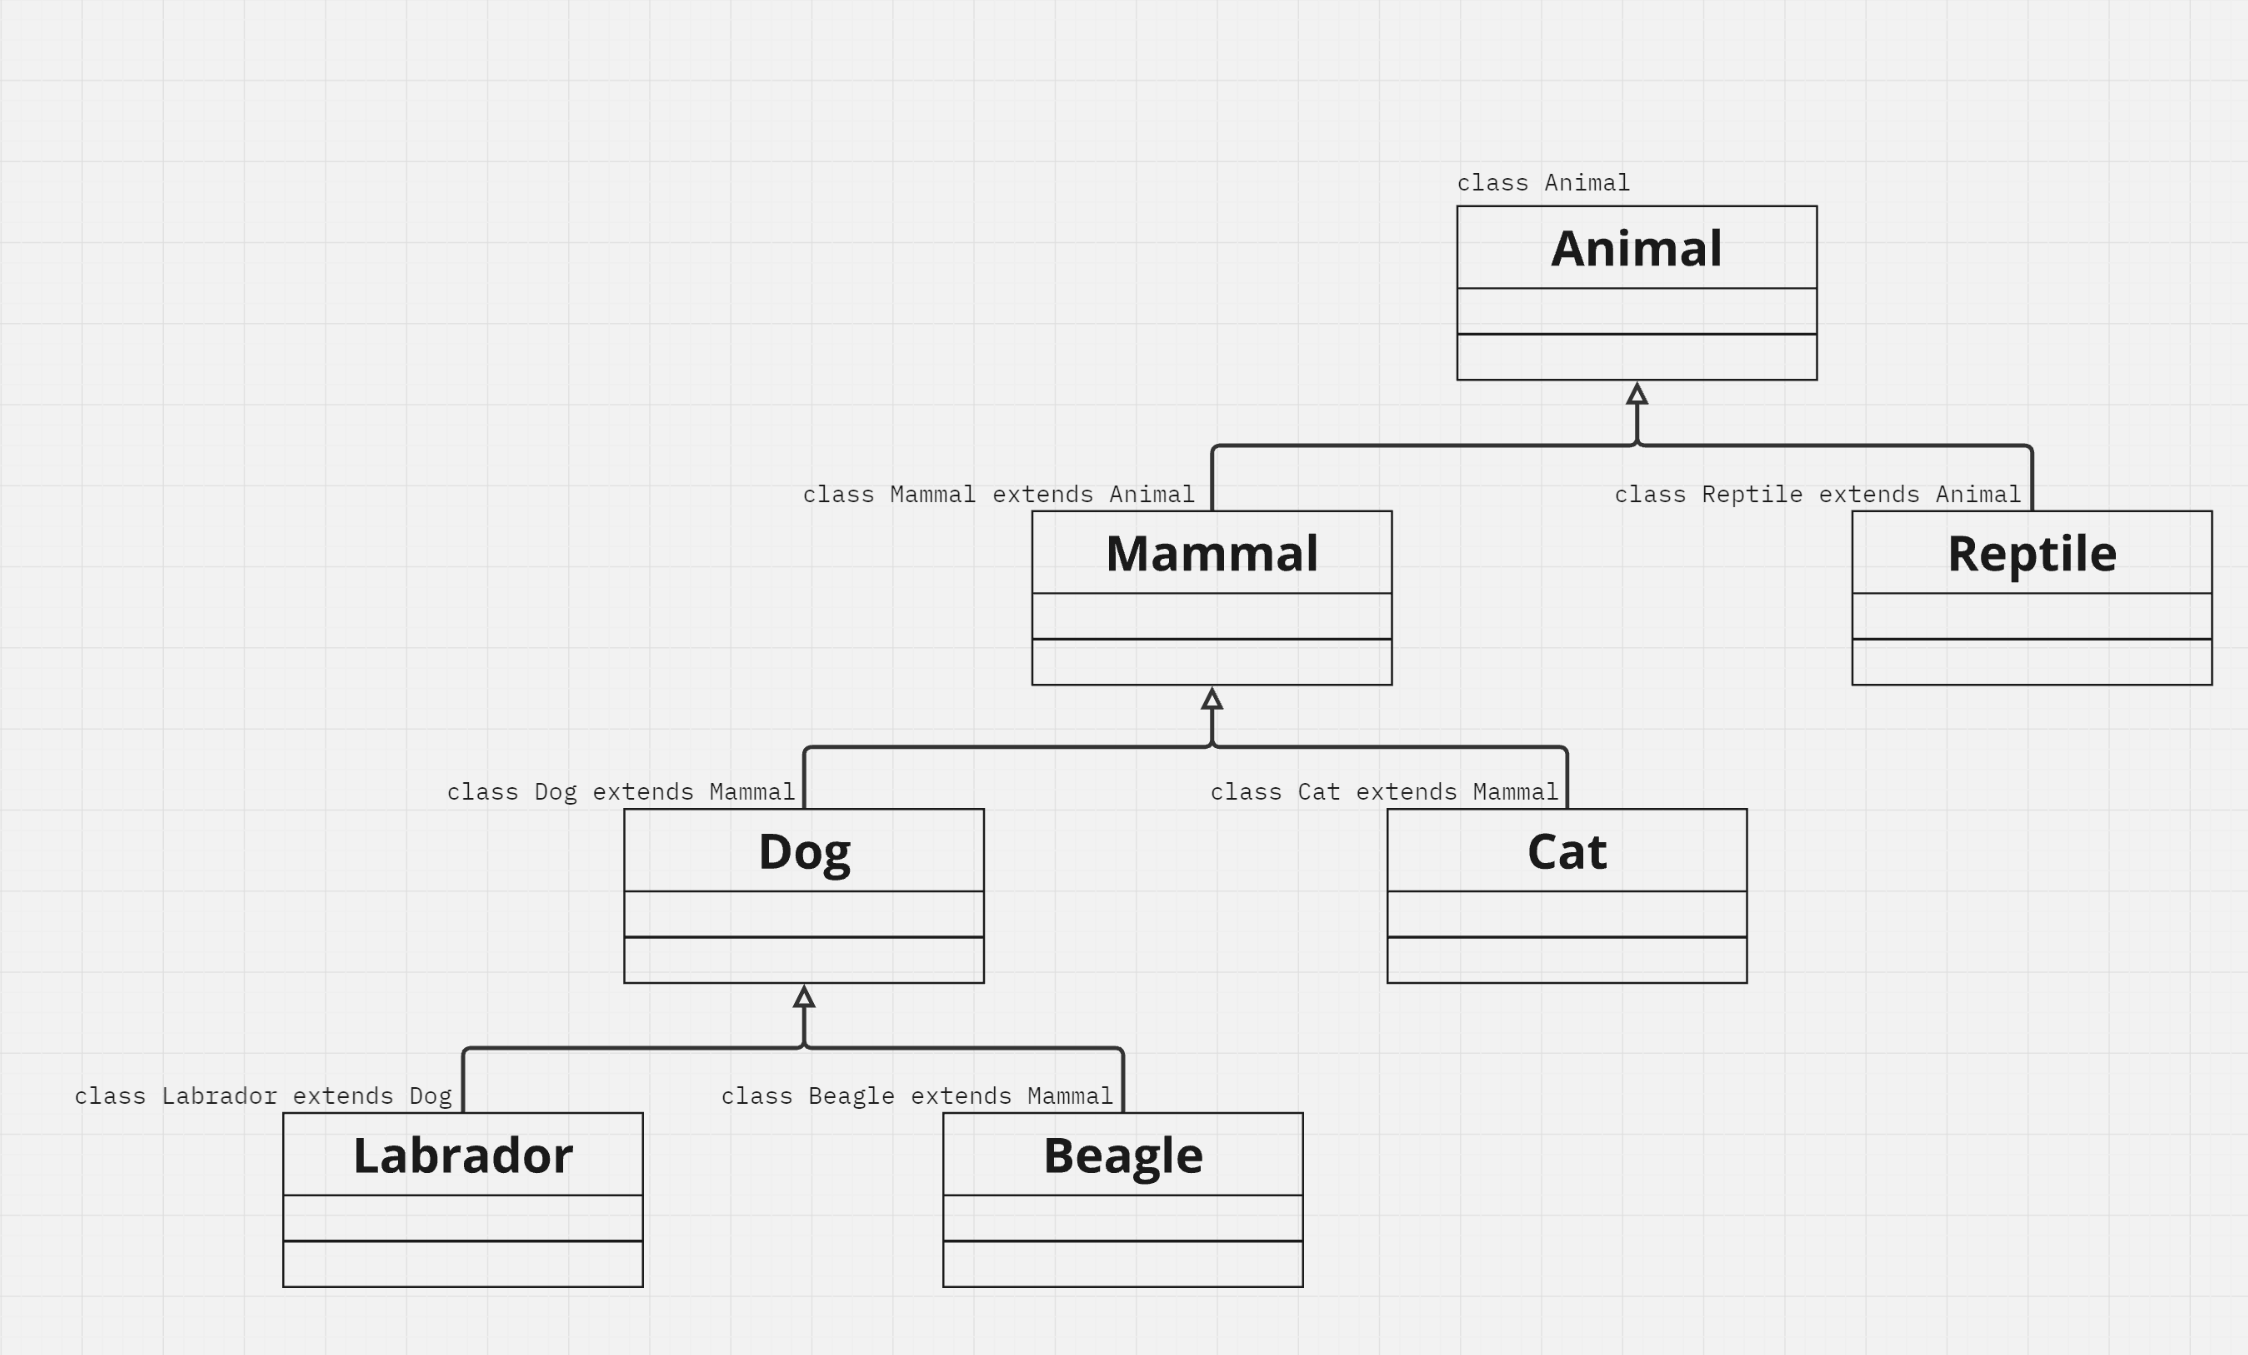 class Animal
Animal
class Mammal extends Animal
class Reptile extends Animal
Mammal
Reptile
class Dog extends Mammal
class Cat extends Mammal
Dog
Cat
class Labrador extends Dog
class Beagle extends Mammal
Labrador
Beagle